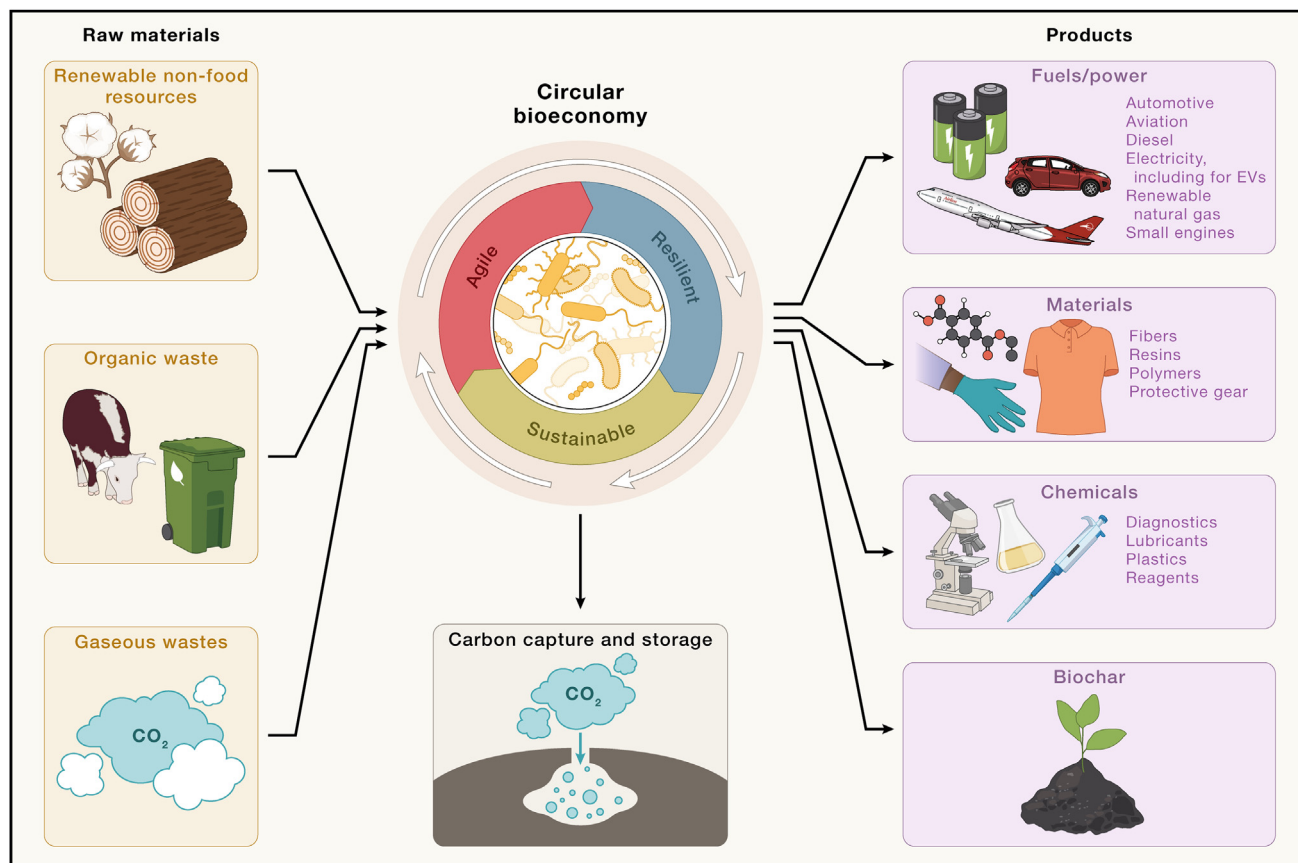 Raw materials
Renewable non-food
resources
Organic waste
Gaseous wastes
CO₂
Circular
bioeconomy
Agile
Resilient
Sustainable
Carbon capture and storage
CO₂
Products
Fuels/power
Automotive
Aviation
Diesel
Electricity,
including for EVs
Renewable
natural gas
Small engines
Materials
Fibers
Resins
Polymers
Protective gear
Chemicals
Diagnostics
Lubricants
Plastics
Reagents
Biochar